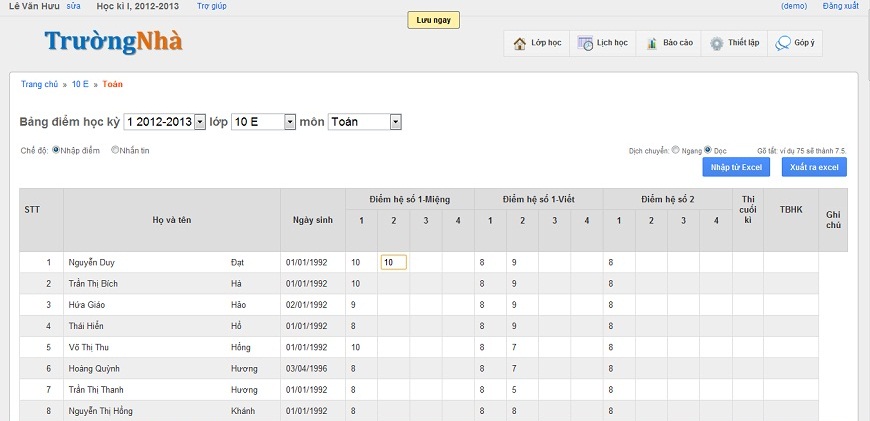 Lê Văn Hưu sửa Học kì I, 2012-2013 Trợ giúp Lưu ngay (demo) Đăng xuất
TrườngNhà Lớp học Lịch học Báo cáo Thiết lập Góp ý
Trang chủ » 10 E » Toán
Bảng điểm học kỳ 1 2012-2013 lớp 10 E môn Toán
Chế độ: Nhập điểm Nhắn tin Dịch chuyển: Ngang Dọc Gõ tắt: ví dụ 75 sẽ thành 7.5.
Nhập từ Excel Xuất ra excel
STT Họ và tên Ngày sinh Điểm hệ số 1-Miệng Điểm hệ số 1-Viết Điểm hệ số 2 Thi cuối kì TBHK Ghi chú
1 2 3 4 1 2 3 4 1 2 3 4
1 Nguyễn Duy Đạt 01/01/1992 10 10 8 9 8
2 Trần Thị Bích Hà 01/01/1992 10 8 9 8
3 Hứa Giáo Hão 02/01/1992 9 8 9 8
4 Thái Hiển Hổ 01/01/1992 8 8 9 8
5 Võ Thị Thu Hồng 01/01/1992 10 8 7 8
6 Hoàng Quỳnh Hương 03/04/1996 8 8 7 8
7 Trần Thị Thanh Hương 01/01/1992 8 8 5 8
8 Nguyễn Thị Hồng Khánh 01/01/1992 8 8 8 8